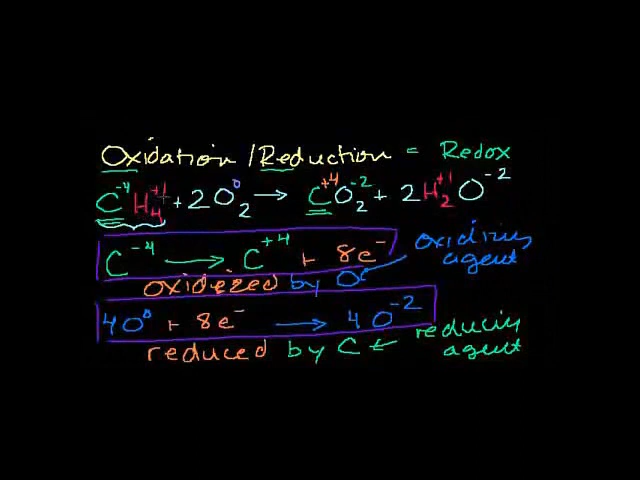 Oxidation / Reduction = Redox
C⁻⁴H₄⁺¹ + 2O₂⁰ → C⁺⁴O₂⁻² + 2H₂⁺¹O⁻²
C⁻⁴ → C⁺⁴ + 8e⁻
oxidizing agent
oxidized by O
4O⁰ + 8e⁻ → 4O⁻²
reducing agent
reduced by C ←